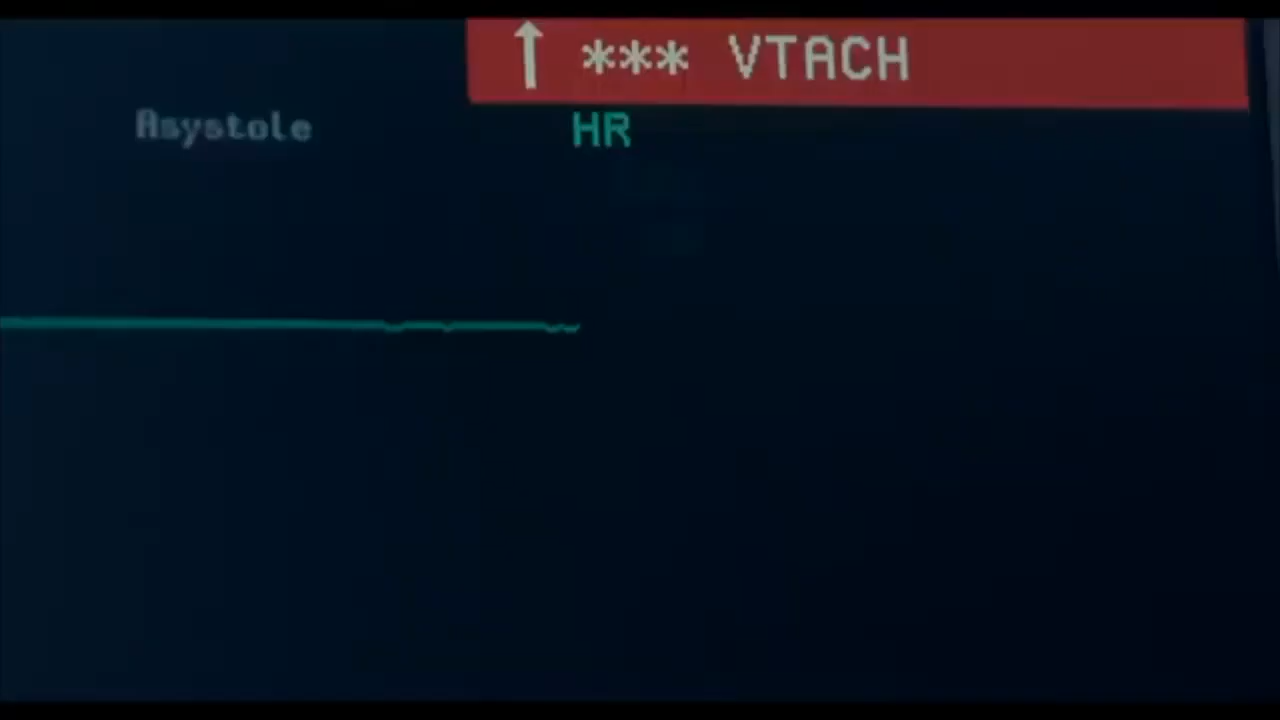 ↑ *** VTACH
Asystole HR